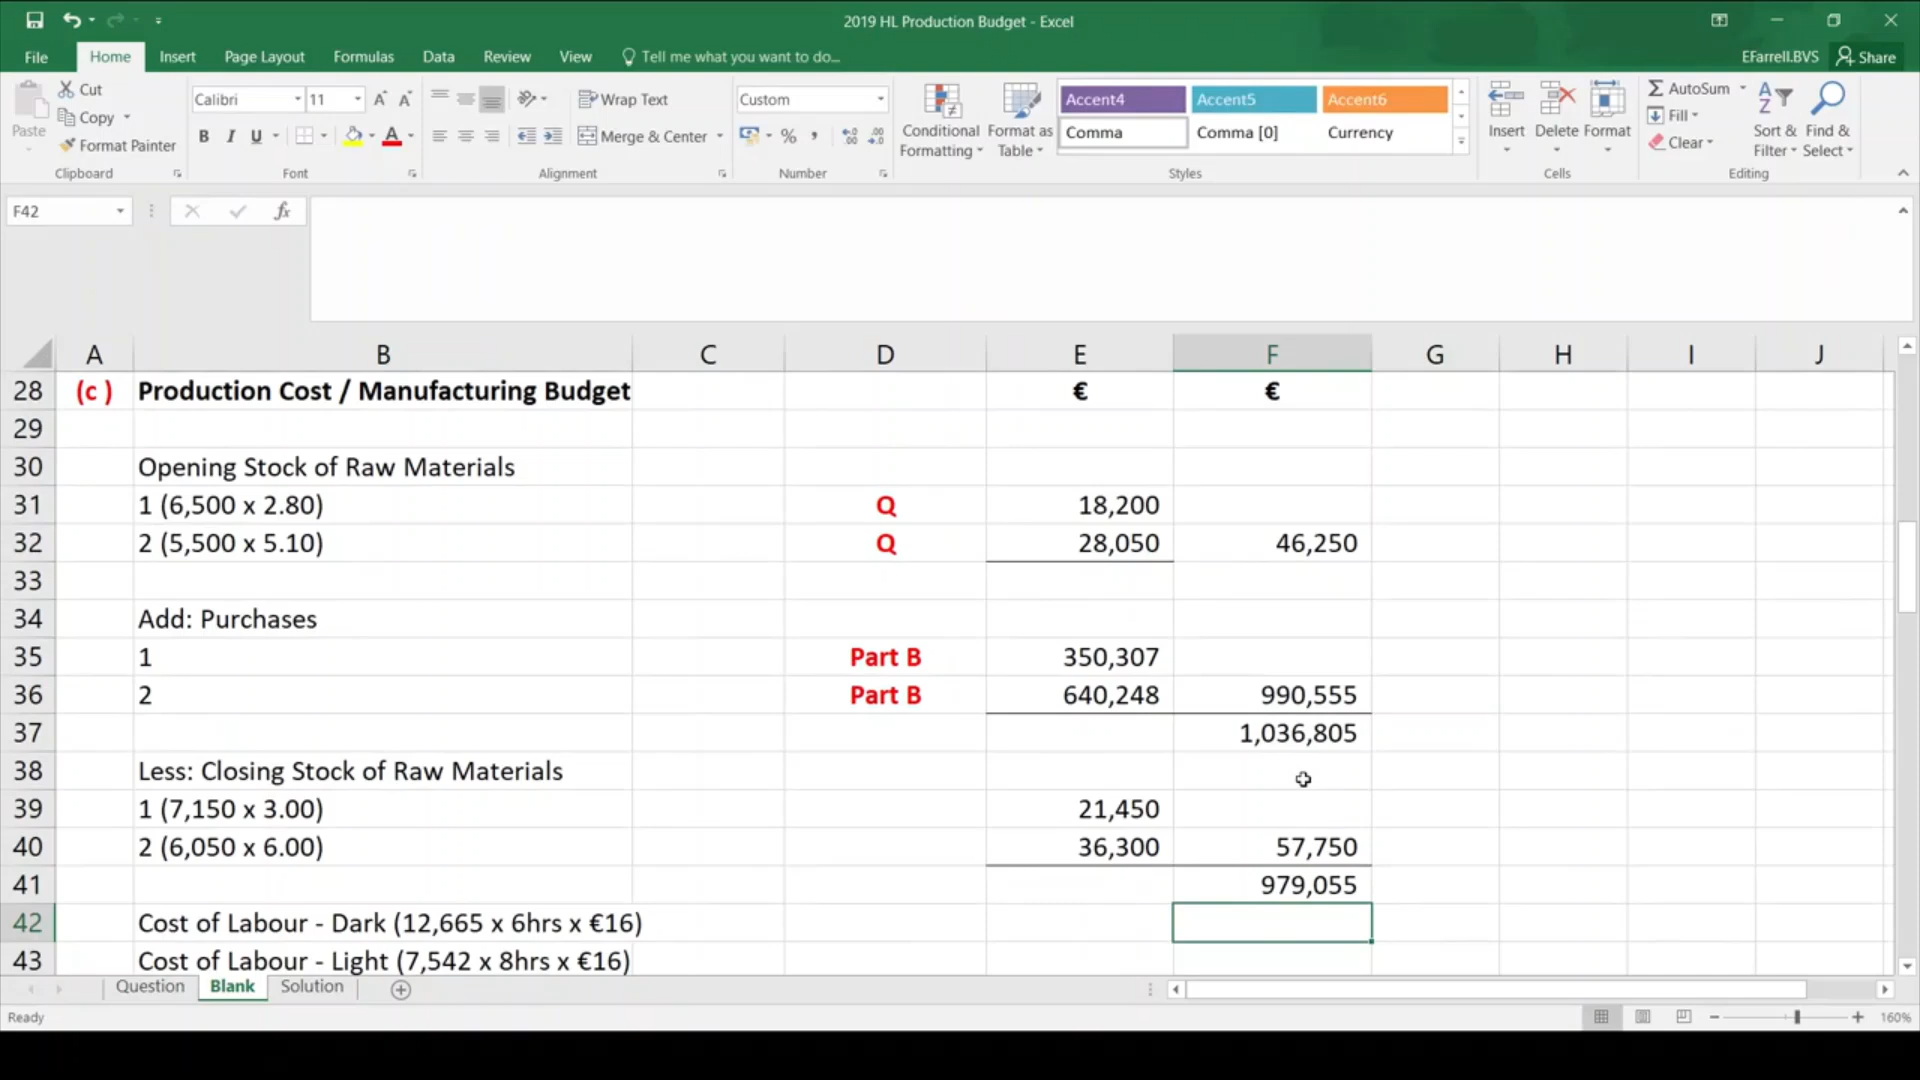 2019 HL Production Budget - Excel
File Home Insert Page Layout Formulas Data Review View Tell me what you want to do... EFarrell.BVS Share
Cut
Copy
Format Painter
Paste
Clipboard
Calibri 11
B I U
Font
Wrap Text
Merge & Center
Alignment
Custom
%
Number
Conditional Formatting
Format as Table
Accent4 Accent5 Accent6
Comma Comma [0] Currency
Styles
Insert Delete Format
Cells
AutoSum
Fill
Clear
Sort & Filter
Find & Select
Editing
F42 fx
A B C D E F G H I J
28 (c ) Production Cost / Manufacturing Budget € €
29
30 Opening Stock of Raw Materials
31 1 (6,500 x 2.80) Q 18,200
32 2 (5,500 x 5.10) Q 28,050 46,250
33
34 Add: Purchases
35 1 Part B 350,307
36 2 Part B 640,248 990,555
37 1,036,805
38 Less: Closing Stock of Raw Materials
39 1 (7,150 x 3.00) 21,450
40 2 (6,050 x 6.00) 36,300 57,750
41 979,055
42 Cost of Labour - Dark (12,665 x 6hrs x €16)
43 Cost of Labour - Light (7,542 x 8hrs x €16)
Question Blank Solution
Ready 160%